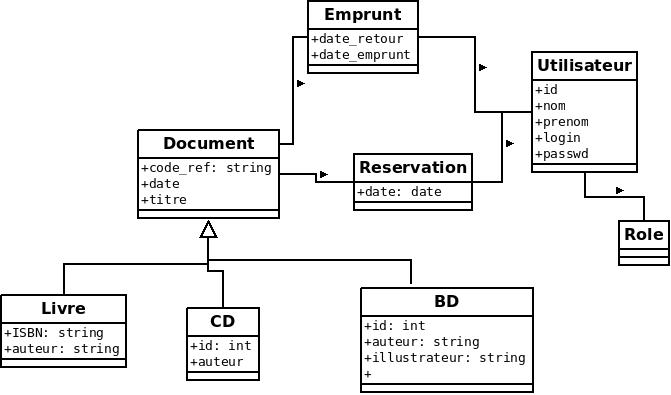 Emprunt
+date_retour
+date_emprunt
Utilisateur
+id
+nom
+prenom
+login
+passwd
Document
+code_ref: string
+date
+titre
Reservation
+date: date
Role
Livre
+ISBN: string
+auteur: string
CD
+id: int
+auteur
BD
+id: int
+auteur: string
+illustrateur: string
+